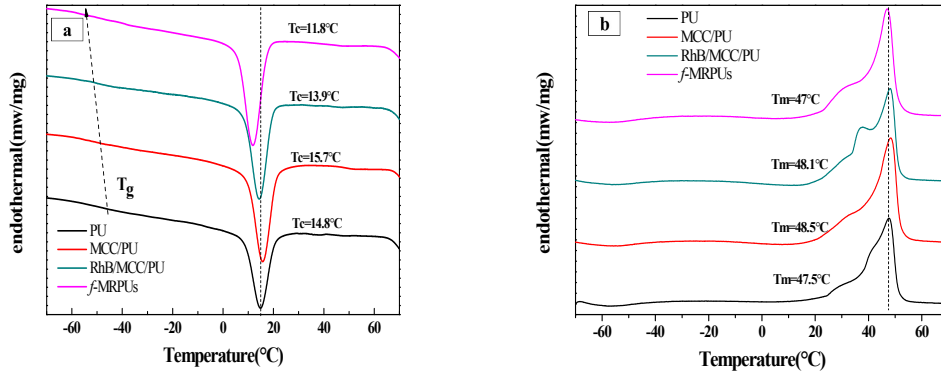 a
Tc=11.8°C
Tc=13.9°C
Tc=15.7°C
Tc=14.8°C
Tg
PU
MCC/PU
RhB/MCC/PU
f-MRPUs
endothermal(mw/mg)
-60 -40 -20 0 20 40 60
Temperature(°C)
b
PU
MCC/PU
RhB/MCC/PU
f-MRPUs
Tm=47°C
Tm=48.1°C
Tm=48.5°C
Tm=47.5°C
endothermal(mw/mg)
-60 -40 -20 0 20 40 60
Temperature(°C)